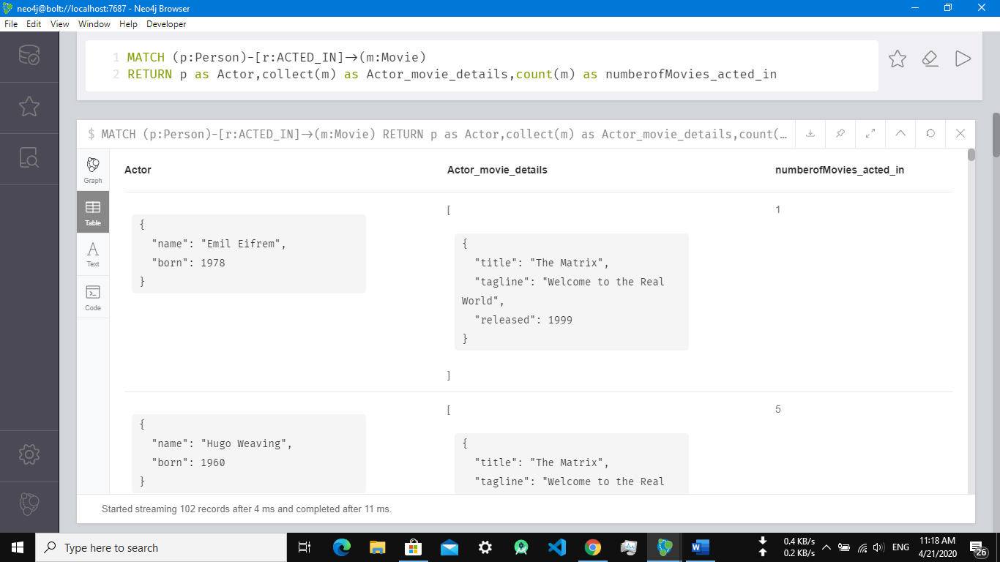 neo4j@bolt://localhost:7687 - Neo4j Browser
File Edit View Window Help Developer
1 MATCH (p:Person)-[r:ACTED_IN]->(m:Movie)
2 RETURN p as Actor,collect(m) as Actor_movie_details,count(m) as numberofMovies_acted_in
$ MATCH (p:Person)-[r:ACTED_IN]->(m:Movie) RETURN p as Actor,collect(m) as Actor_movie_details,count(…
Graph
Table
Text
Code
Actor Actor_movie_details numberofMovies_acted_in
{
"name": "Emil Eifrem",
"born": 1978
}
[
{
"title": "The Matrix",
"tagline": "Welcome to the Real
World",
"released": 1999
}
]
1
{
"name": "Hugo Weaving",
"born": 1960
}
[
{
"title": "The Matrix",
"tagline": "Welcome to the Real
5
Started streaming 102 records after 4 ms and completed after 11 ms.
Type here to search
0.4 KB/s
0.2 KB/s
ENG
11:18 AM
4/21/2020
26